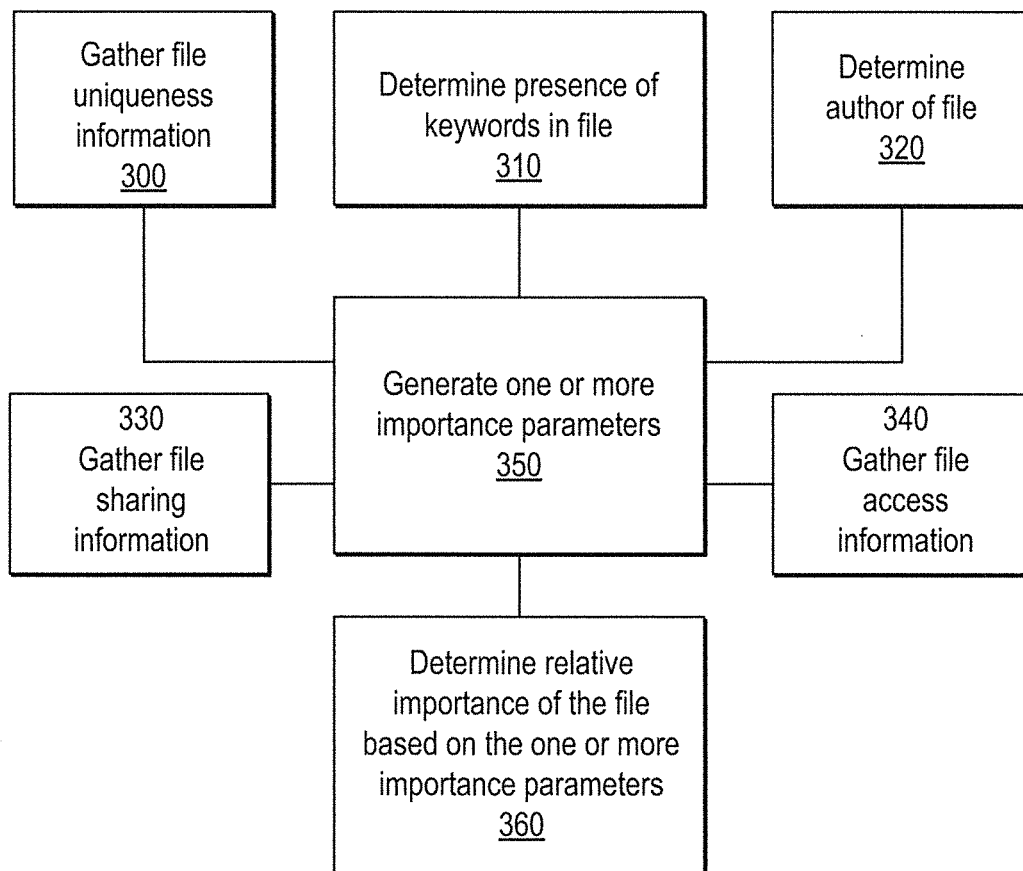 Gather file
uniqueness
information
300
Determine presence of
keywords in file
310
Determine
author of file
320
Generate one or more
importance parameters
350
330
Gather file
sharing
information
340
Gather file
access
information
Determine relative
importance of the file
based on the one or more
importance parameters
360